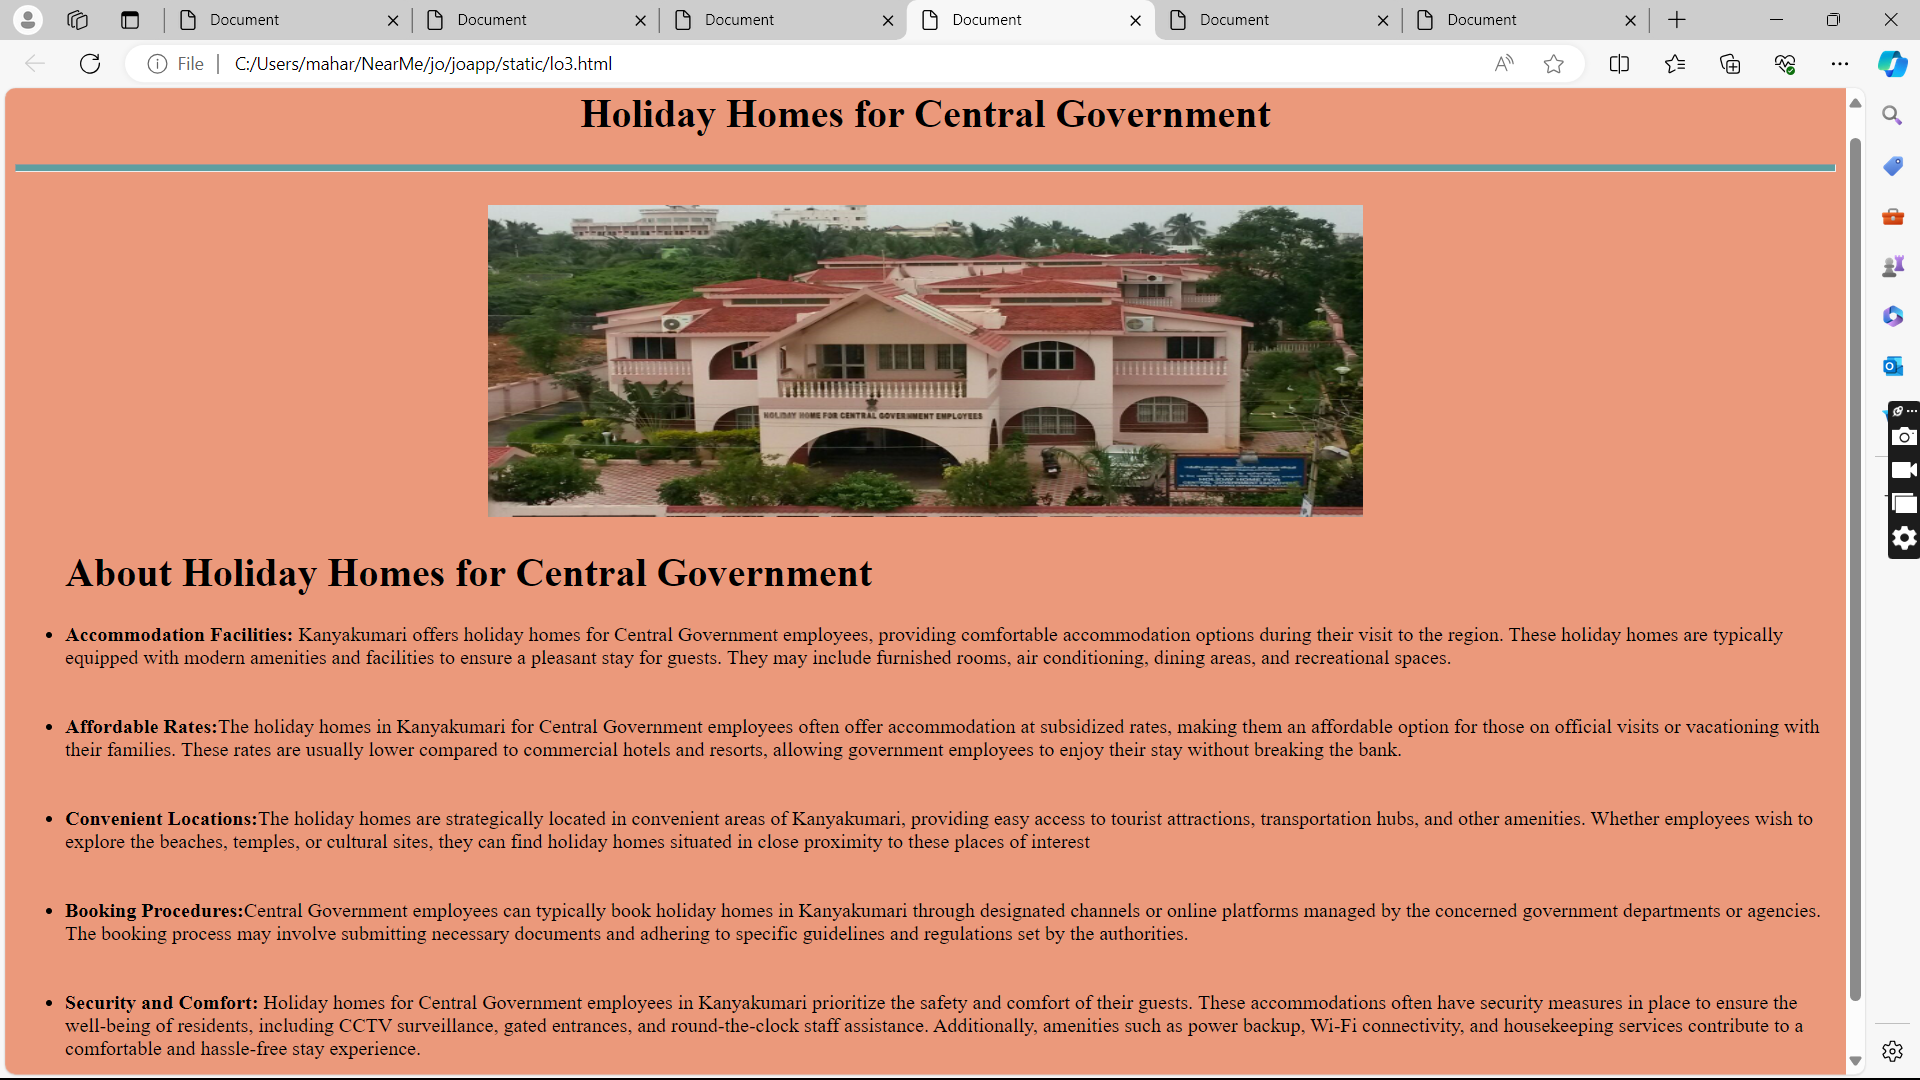 Document
Document
Document
Document
Document
Document
File
C:/Users/mahar/NearMe/jo/joapp/static/lo3.html
Holiday Homes for Central Government
HOLIDAY HOME FOR CENTRAL GOVERNMENT EMPLOYEES
HOLIDAY HOME FOR
CENTRAL GOVERNMENT EMPLOYEES
About Holiday Homes for Central Government
• Accommodation Facilities: Kanyakumari offers holiday homes for Central Government employees, providing comfortable accommodation options during their visit to the region. These holiday homes are typically
equipped with modern amenities and facilities to ensure a pleasant stay for guests. They may include furnished rooms, air conditioning, dining areas, and recreational spaces.
• Affordable Rates:The holiday homes in Kanyakumari for Central Government employees often offer accommodation at subsidized rates, making them an affordable option for those on official visits or vacationing with
their families. These rates are usually lower compared to commercial hotels and resorts, allowing government employees to enjoy their stay without breaking the bank.
• Convenient Locations:The holiday homes are strategically located in convenient areas of Kanyakumari, providing easy access to tourist attractions, transportation hubs, and other amenities. Whether employees wish to
explore the beaches, temples, or cultural sites, they can find holiday homes situated in close proximity to these places of interest
• Booking Procedures:Central Government employees can typically book holiday homes in Kanyakumari through designated channels or online platforms managed by the concerned government departments or agencies.
The booking process may involve submitting necessary documents and adhering to specific guidelines and regulations set by the authorities.
• Security and Comfort: Holiday homes for Central Government employees in Kanyakumari prioritize the safety and comfort of their guests. These accommodations often have security measures in place to ensure the
well-being of residents, including CCTV surveillance, gated entrances, and round-the-clock staff assistance. Additionally, amenities such as power backup, Wi-Fi connectivity, and housekeeping services contribute to a
comfortable and hassle-free stay experience.